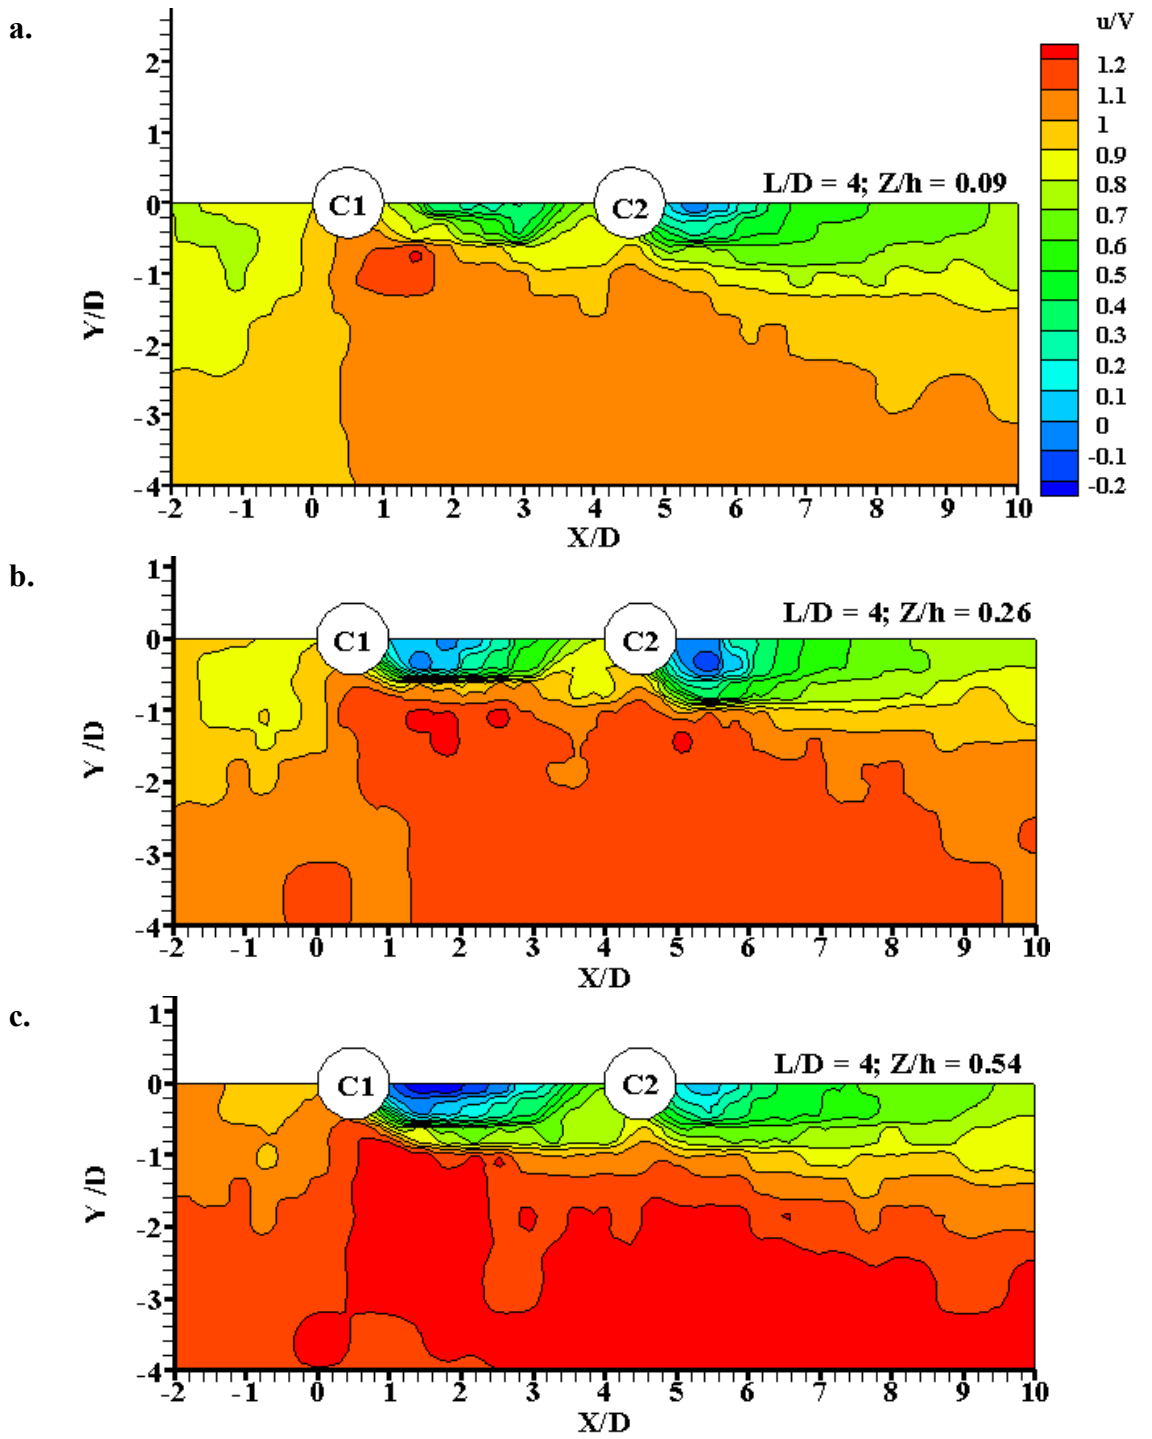 a.
u/V
1.2
1.1
1
0.9
0.8
0.7
0.6
0.5
0.4
0.3
0.2
0.1
0
-0.1
-0.2
L/D = 4; Z/h = 0.09
2
1
0
-1
-2
-3
-4
Y/D
C1
C2
-2 -1 0 1 2 3 4 5 6 7 8 9 10
X/D
b.
L/D = 4; Z/h = 0.26
1
0
-1
-2
-3
-4
Y/D
C1
C2
-2 -1 0 1 2 3 4 5 6 7 8 9 10
X/D
c.
L/D = 4; Z/h = 0.54
1
0
-1
-2
-3
-4
Y/D
C1
C2
-2 -1 0 1 2 3 4 5 6 7 8 9 10
X/D